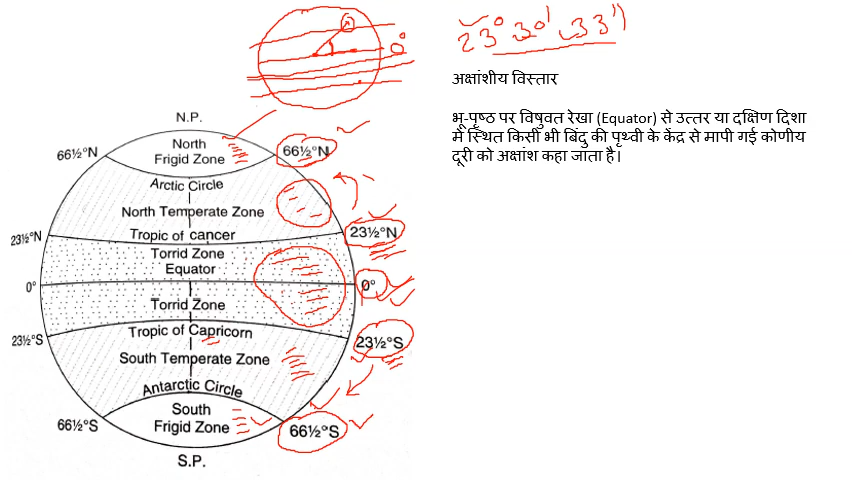 0°
23° 30' 33"
अक्षांशीय विस्तार
भू-पृष्ठ पर विषुवत रेखा (Equator) से उत्तर या दक्षिण दिशा
में स्थित किसी भी बिंदु की पृथ्वी के केंद्र से मापी गई कोणीय
दूरी को अक्षांश कहा जाता है।
N.P.
North
Frigid Zone
66½°N 66½°N
Arctic Circle
North Temperate Zone
23½°N Tropic of cancer 23½°N
Torrid Zone
Equator
0° 0°
Torrid Zone
Tropic of Capricorn
23½°S 23½°S
South Temperate Zone
Antarctic Circle
South
Frigid Zone
66½°S 66½°S
S.P.